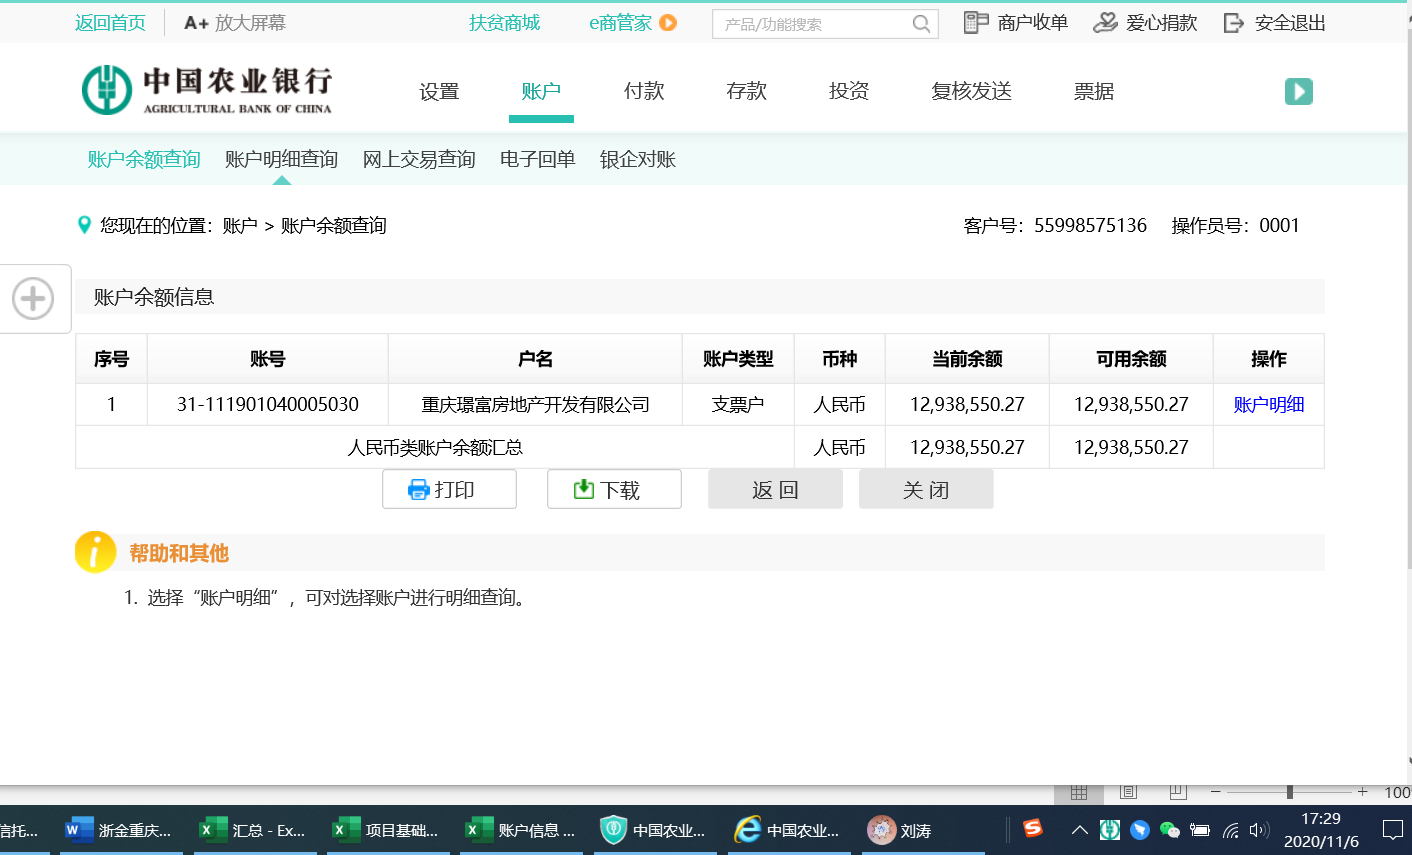 返回首页 A+ 放大屏幕 扶贫商城 e商管家 产品/功能搜索 商户收单 爱心捐款 安全退出
中国农业银行
AGRICULTURAL BANK OF CHINA
设置 账户 付款 存款 投资 复核发送 票据
账户余额查询 账户明细查询 网上交易查询 电子回单 银企对账
您现在的位置：账户 > 账户余额查询 客户号：55998575136 操作员号：0001
账户余额信息
序号 账号 户名 账户类型 币种 当前余额 可用余额 操作
1 31-111901040005030 重庆璟富房地产开发有限公司 支票户 人民币 12,938,550.27 12,938,550.27 账户明细
人民币类账户余额汇总 人民币 12,938,550.27 12,938,550.27
打印 下载 返 回 关 闭
帮助和其他
1. 选择“账户明细”，可对选择账户进行明细查询。
100
信托... 浙金重庆... 汇总 - Ex... 项目基础... 账户信息 ... 中国农业... 中国农业... 刘涛
17:29
2020/11/6